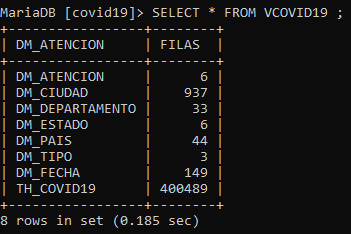 MariaDB [covid19]> SELECT * FROM VCOVID19 ;
+-----------------+--------+
| DM_ATENCION     | FILAS  |
+-----------------+--------+
| DM_ATENCION     |      6 |
| DM_CIUDAD       |    937 |
| DM_DEPARTAMENTO |     33 |
| DM_ESTADO       |      6 |
| DM_PAIS         |     44 |
| DM_TIPO         |      3 |
| DM_FECHA        |    149 |
| TH_COVID19      | 400489 |
+-----------------+--------+
8 rows in set (0.185 sec)